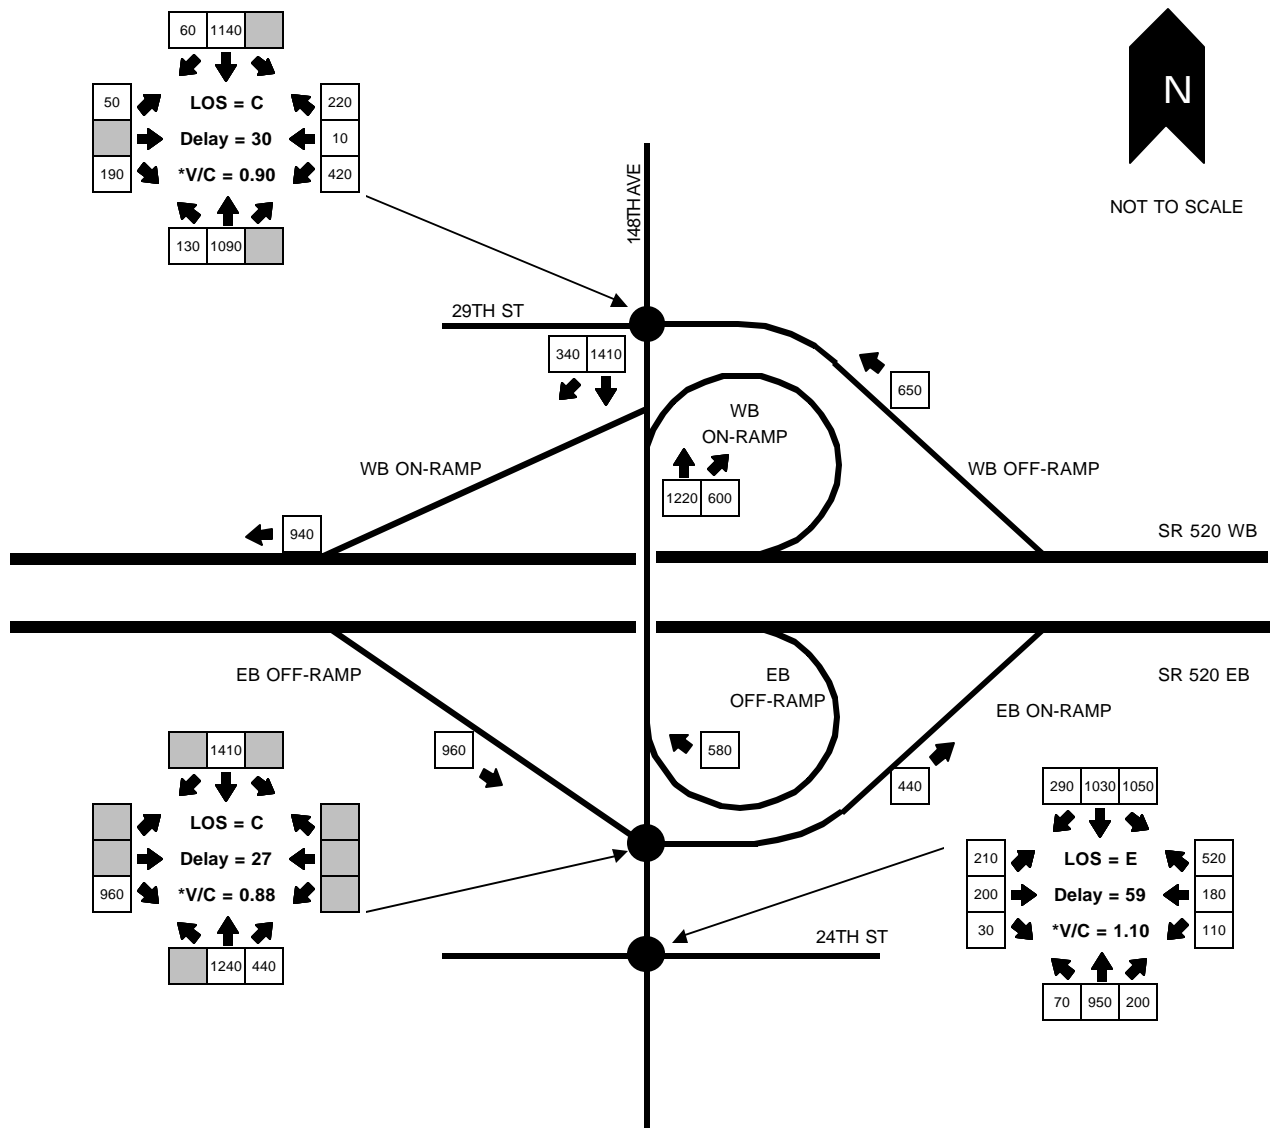 60 1140
50 LOS = C 220
Delay = 30 10
190 *V/C = 0.90 420
130 1090
N
NOT TO SCALE
148TH AVE
29TH ST
340 1410
650
WB
ON-RAMP
WB ON-RAMP
WB OFF-RAMP
1220 600
940
SR 520 WB
EB OFF-RAMP
EB
OFF-RAMP
SR 520 EB
EB ON-RAMP
960
580
440
1410
LOS = C
Delay = 27
960 *V/C = 0.88
1240 440
290 1030 1050
210 LOS = E 520
200 Delay = 59 180
30 *V/C = 1.10 110
70 950 200
24TH ST